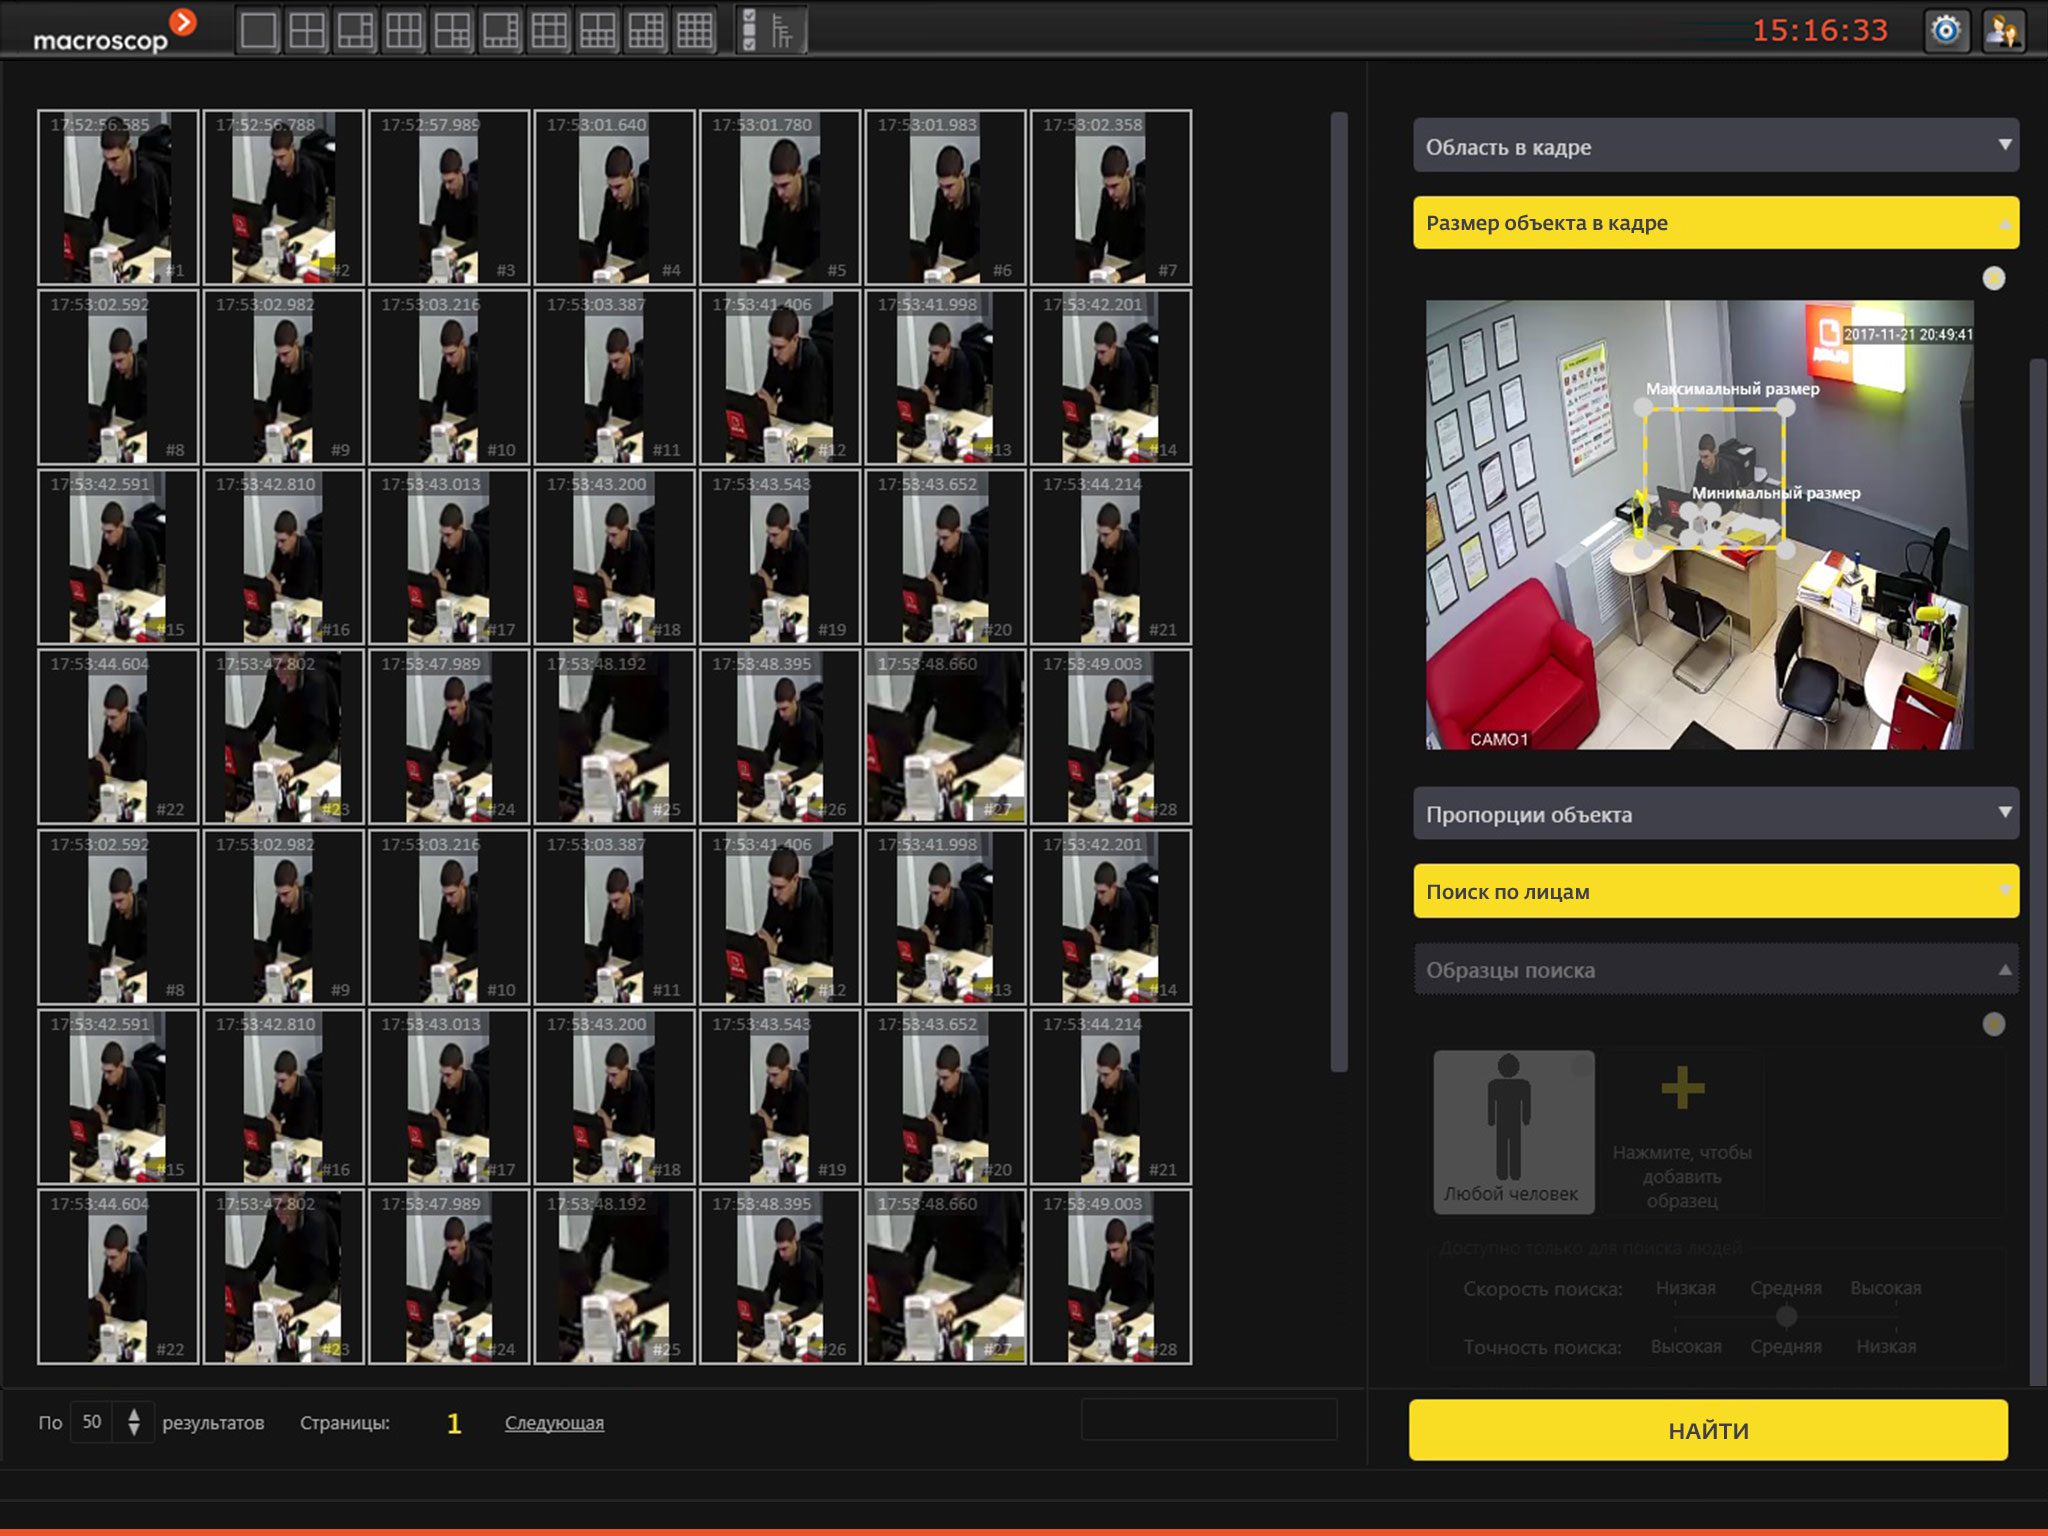 macroscop
15:16:33
17:52:56.585 17:52:56.788 17:52:57.989 17:53:01.640 17:53:01.780 17:53:01.983 17:53:02.358
#1 #2 #3 #4 #5 #6 #7
17:53:02.592 17:53:02.982 17:53:03.216 17:53:03.387 17:53:41.406 17:53:41.998 17:53:42.201
#8 #9 #10 #11 #12 #13 #14
17:53:42.591 17:53:42.810 17:53:43.013 17:53:43.200 17:53:43.543 17:53:43.652 17:53:44.214
#15 #16 #17 #18 #19 #20 #21
17:53:44.604 17:53:47.802 17:53:47.989 17:53:48.192 17:53:48.395 17:53:48.660 17:53:49.003
#22 #23 #24 #25 #26 #27 #28
17:53:02.592 17:53:02.982 17:53:03.216 17:53:03.387 17:53:41.406 17:53:41.998 17:53:42.201
#8 #9 #10 #11 #12 #13 #14
17:53:42.591 17:53:42.810 17:53:43.013 17:53:43.200 17:53:43.543 17:53:43.652 17:53:44.214
#15 #16 #17 #18 #19 #20 #21
17:53:44.604 17:53:47.802 17:53:47.989 17:53:48.192 17:53:48.395 17:53:48.660 17:53:49.003
#22 #23 #24 #25 #26 #27 #28
По 50 результатов Страницы: 1 Следующая
Область в кадре
Размер объекта в кадре
2017-11-21 20:49:41
Максимальный размер
Минимальный размер
CAM01
Пропорции объекта
Поиск по лицам
Образцы поиска
Любой человек
Нажмите, чтобы
добавить
образец
Доступно только для поиска людей
Скорость поиска: Низкая Средняя Высокая
Точность поиска: Высокая Средняя Низкая
НАЙТИ